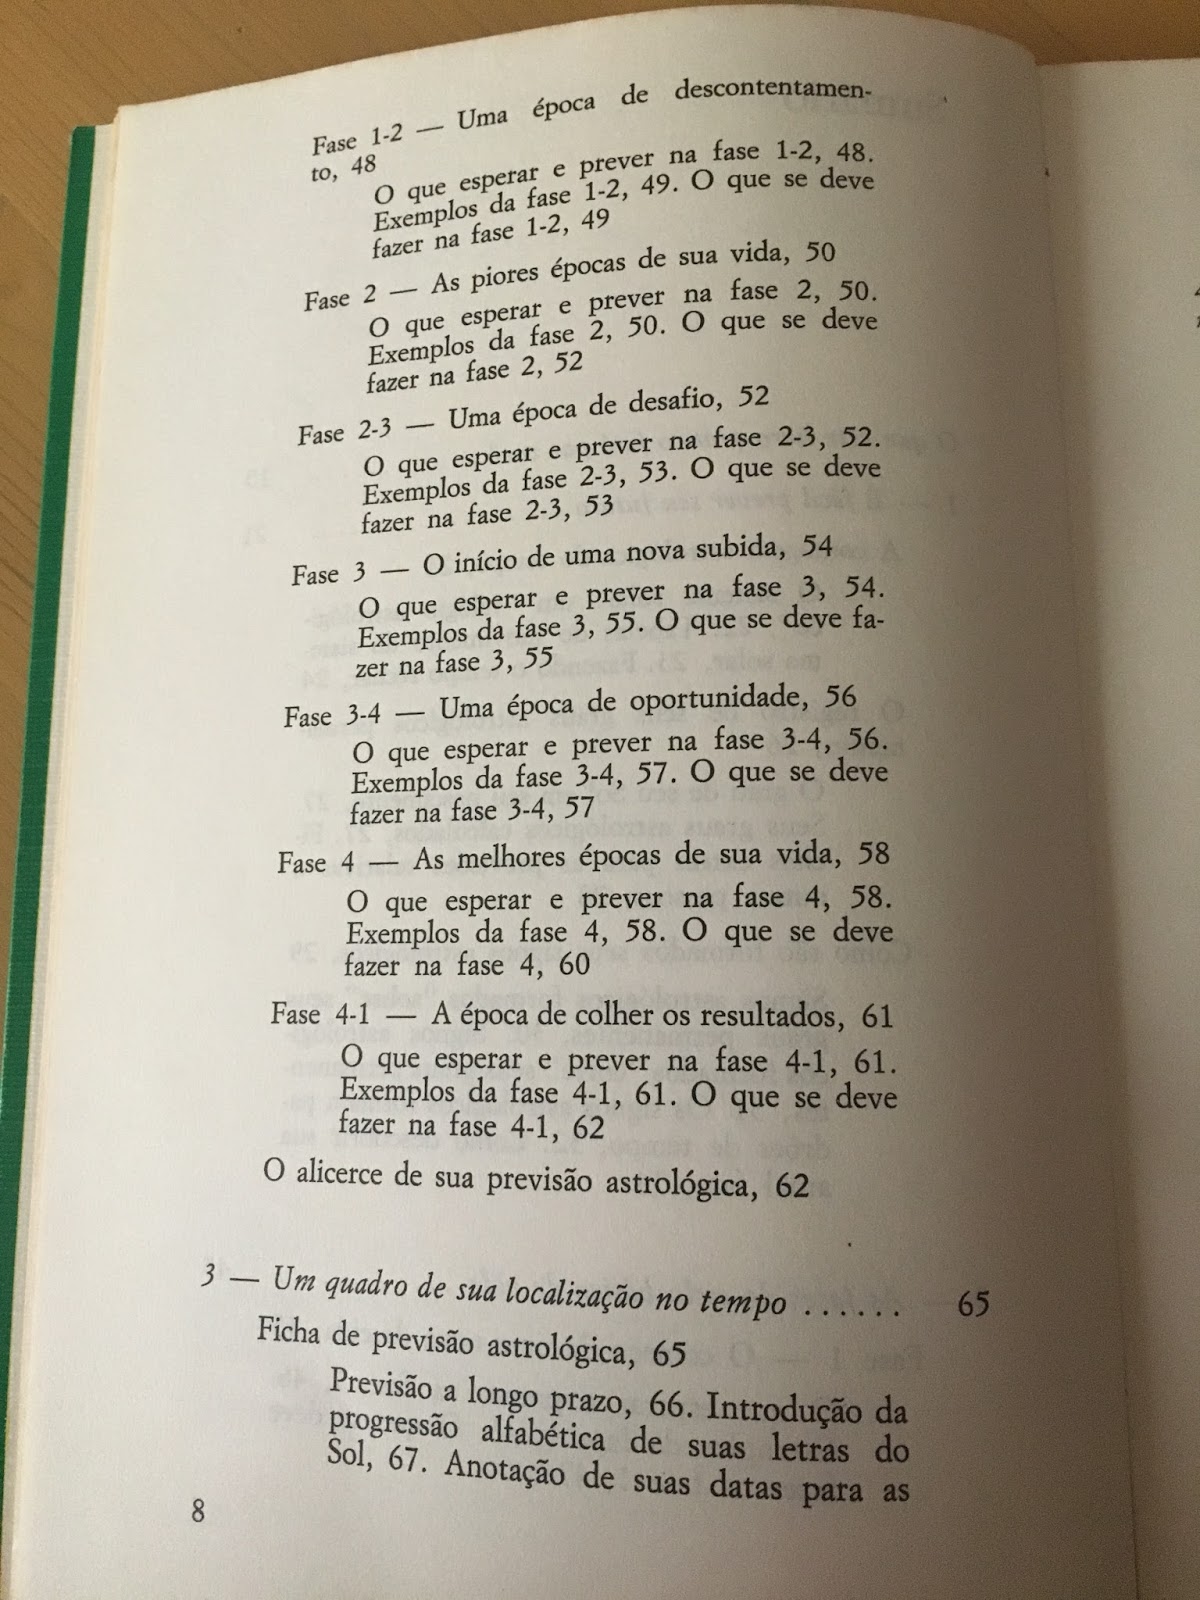 Fase 1-2 — Uma época de descontentamen-
to, 48
O que esperar e prever na fase 1-2, 48.
Exemplos da fase 1-2, 49. O que se deve
fazer na fase 1-2, 49
Fase 2 — As piores épocas de sua vida, 50
O que esperar e prever na fase 2, 50.
Exemplos da fase 2, 50. O que se deve
fazer na fase 2, 52
Fase 2-3 — Uma época de desafio, 52
O que esperar e prever na fase 2-3, 52.
Exemplos da fase 2-3, 53. O que se deve
fazer na fase 2-3, 53
Fase 3 — O início de uma nova subida, 54
O que esperar e prever na fase 3, 54.
Exemplos da fase 3, 55. O que se deve fa-
zer na fase 3, 55
Fase 3-4 — Uma época de oportunidade, 56
O que esperar e prever na fase 3-4, 56.
Exemplos da fase 3-4, 57. O que se deve
fazer na fase 3-4, 57
Fase 4 — As melhores épocas de sua vida, 58
O que esperar e prever na fase 4, 58.
Exemplos da fase 4, 58. O que se deve
fazer na fase 4, 60
Fase 4-1 — A época de colher os resultados, 61
O que esperar e prever na fase 4-1, 61.
Exemplos da fase 4-1, 61. O que se deve
fazer na fase 4-1, 62
O alicerce de sua previsão astrológica, 62
3 — Um quadro de sua localização no tempo ...... 65
Ficha de previsão astrológica, 65
Previsão a longo prazo, 66. Introdução da
progressão alfabética de suas letras do
Sol, 67. Anotação de suas datas para as
8